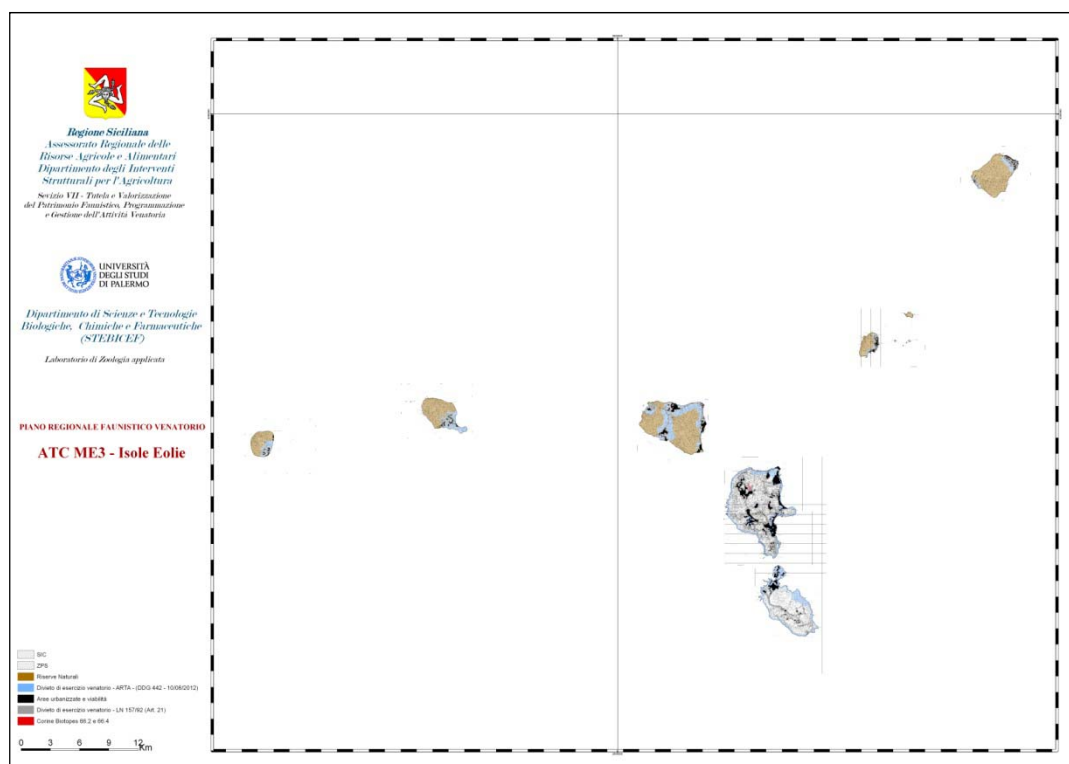 Regione Siciliana
Assessorato Regionale delle
Risorse Agricole e Alimentari
Dipartimento degli Interventi
Strutturali per l'Agricoltura
Sevizio VII - Tutela e Valorizzazione
del Patrimonio Faunistico, Programmazione
e Gestione dell'Attività Venatoria
UNIVERSITÀ
DEGLI STUDI
DI PALERMO
Dipartimento di Scienze e Tecnologie
Biologiche, Chimiche e Farmaceutiche
(STEBICEF)
Laboratorio di Zoologia applicata
PIANO REGIONALE FAUNISTICO VENATORIO
ATC ME3 - Isole Eolie
SIC
ZPS
Riserve Naturali
Divieto di esercizio venatorio - ARTA - (DDG 442 - 10/08/2012)
Aree urbanizzate e viabilità
Divieto di esercizio venatorio - LN 157/92 (Art. 21)
Corine Biotopes 66.2 e 66.4
0 3 6 9 12
Km